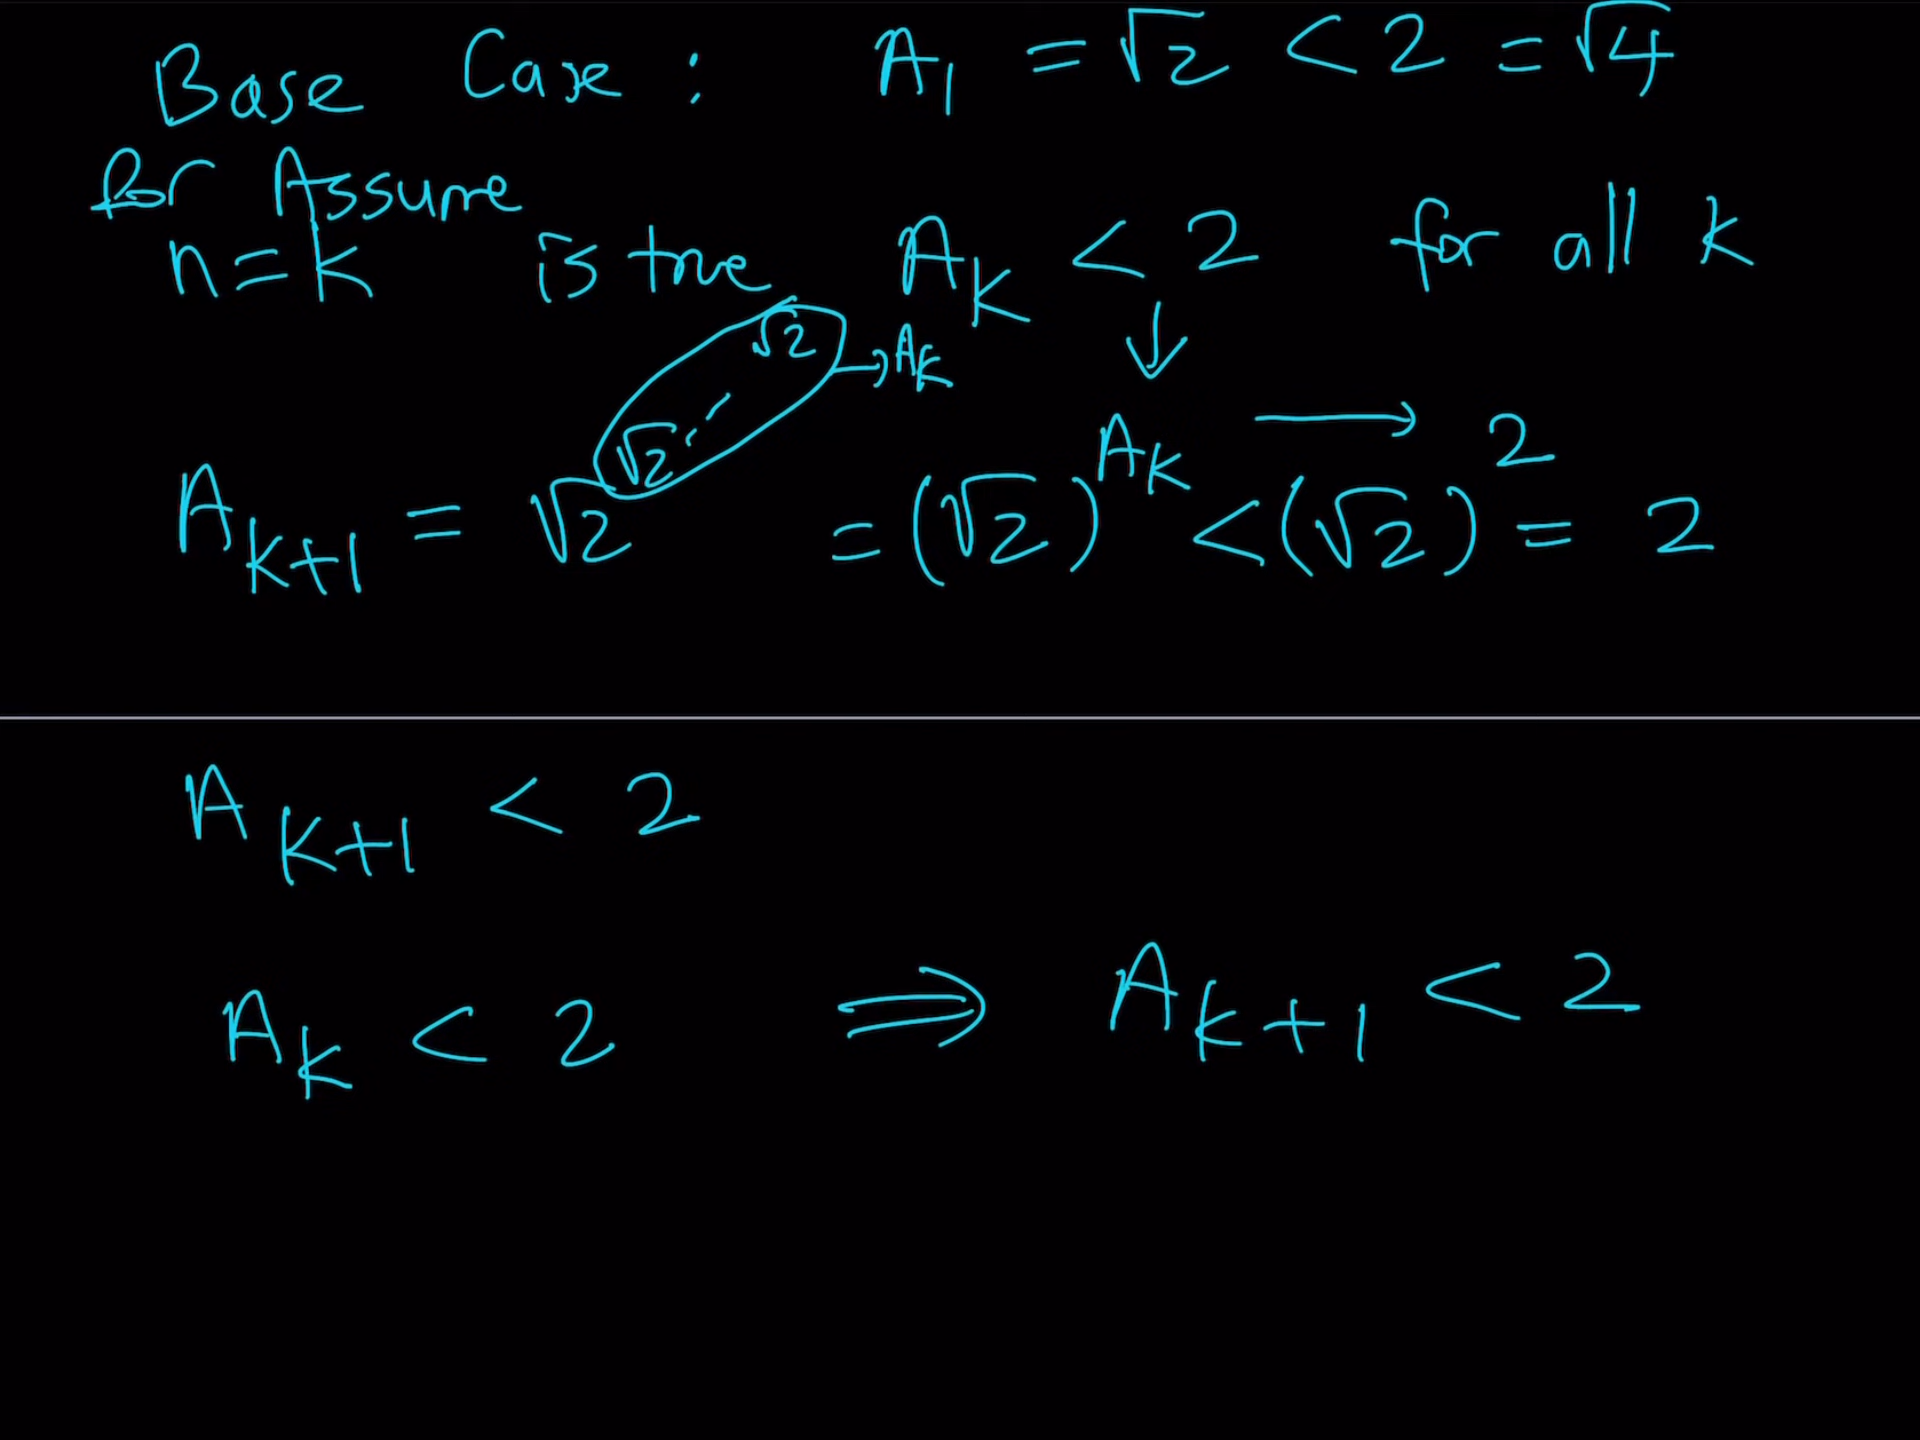 Base Case : A₁ = √2 < 2 = √4
for Assume
n = k is true A_K < 2 for all k
√2 → A_K
√2
A_{k+1} = √2 = (√2)^{A_K} → < (√2)^2 = 2
A_{K+1} < 2
A_K < 2 ⇒ A_{k+1} < 2